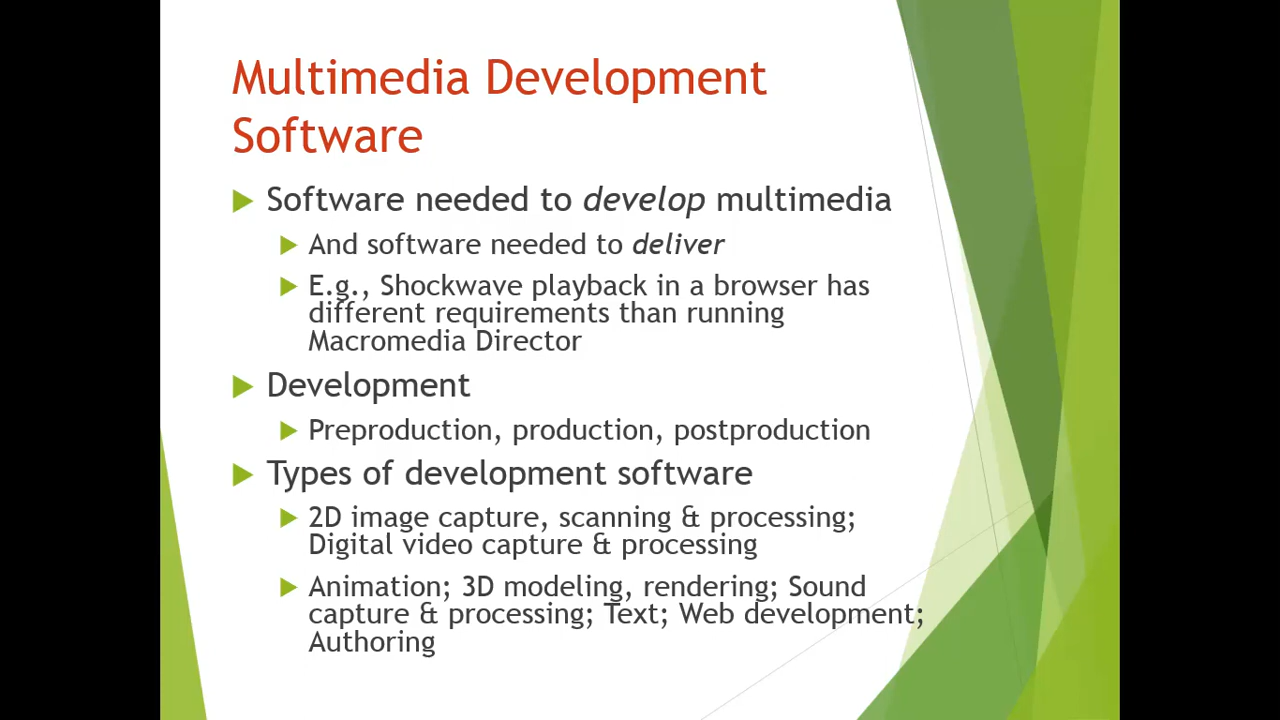 Multimedia Development
Software
Software needed to develop multimedia
And software needed to deliver
E.g., Shockwave playback in a browser has
different requirements than running
Macromedia Director
Development
Preproduction, production, postproduction
Types of development software
2D image capture, scanning & processing;
Digital video capture & processing
Animation; 3D modeling, rendering; Sound
capture & processing; Text; Web development;
Authoring